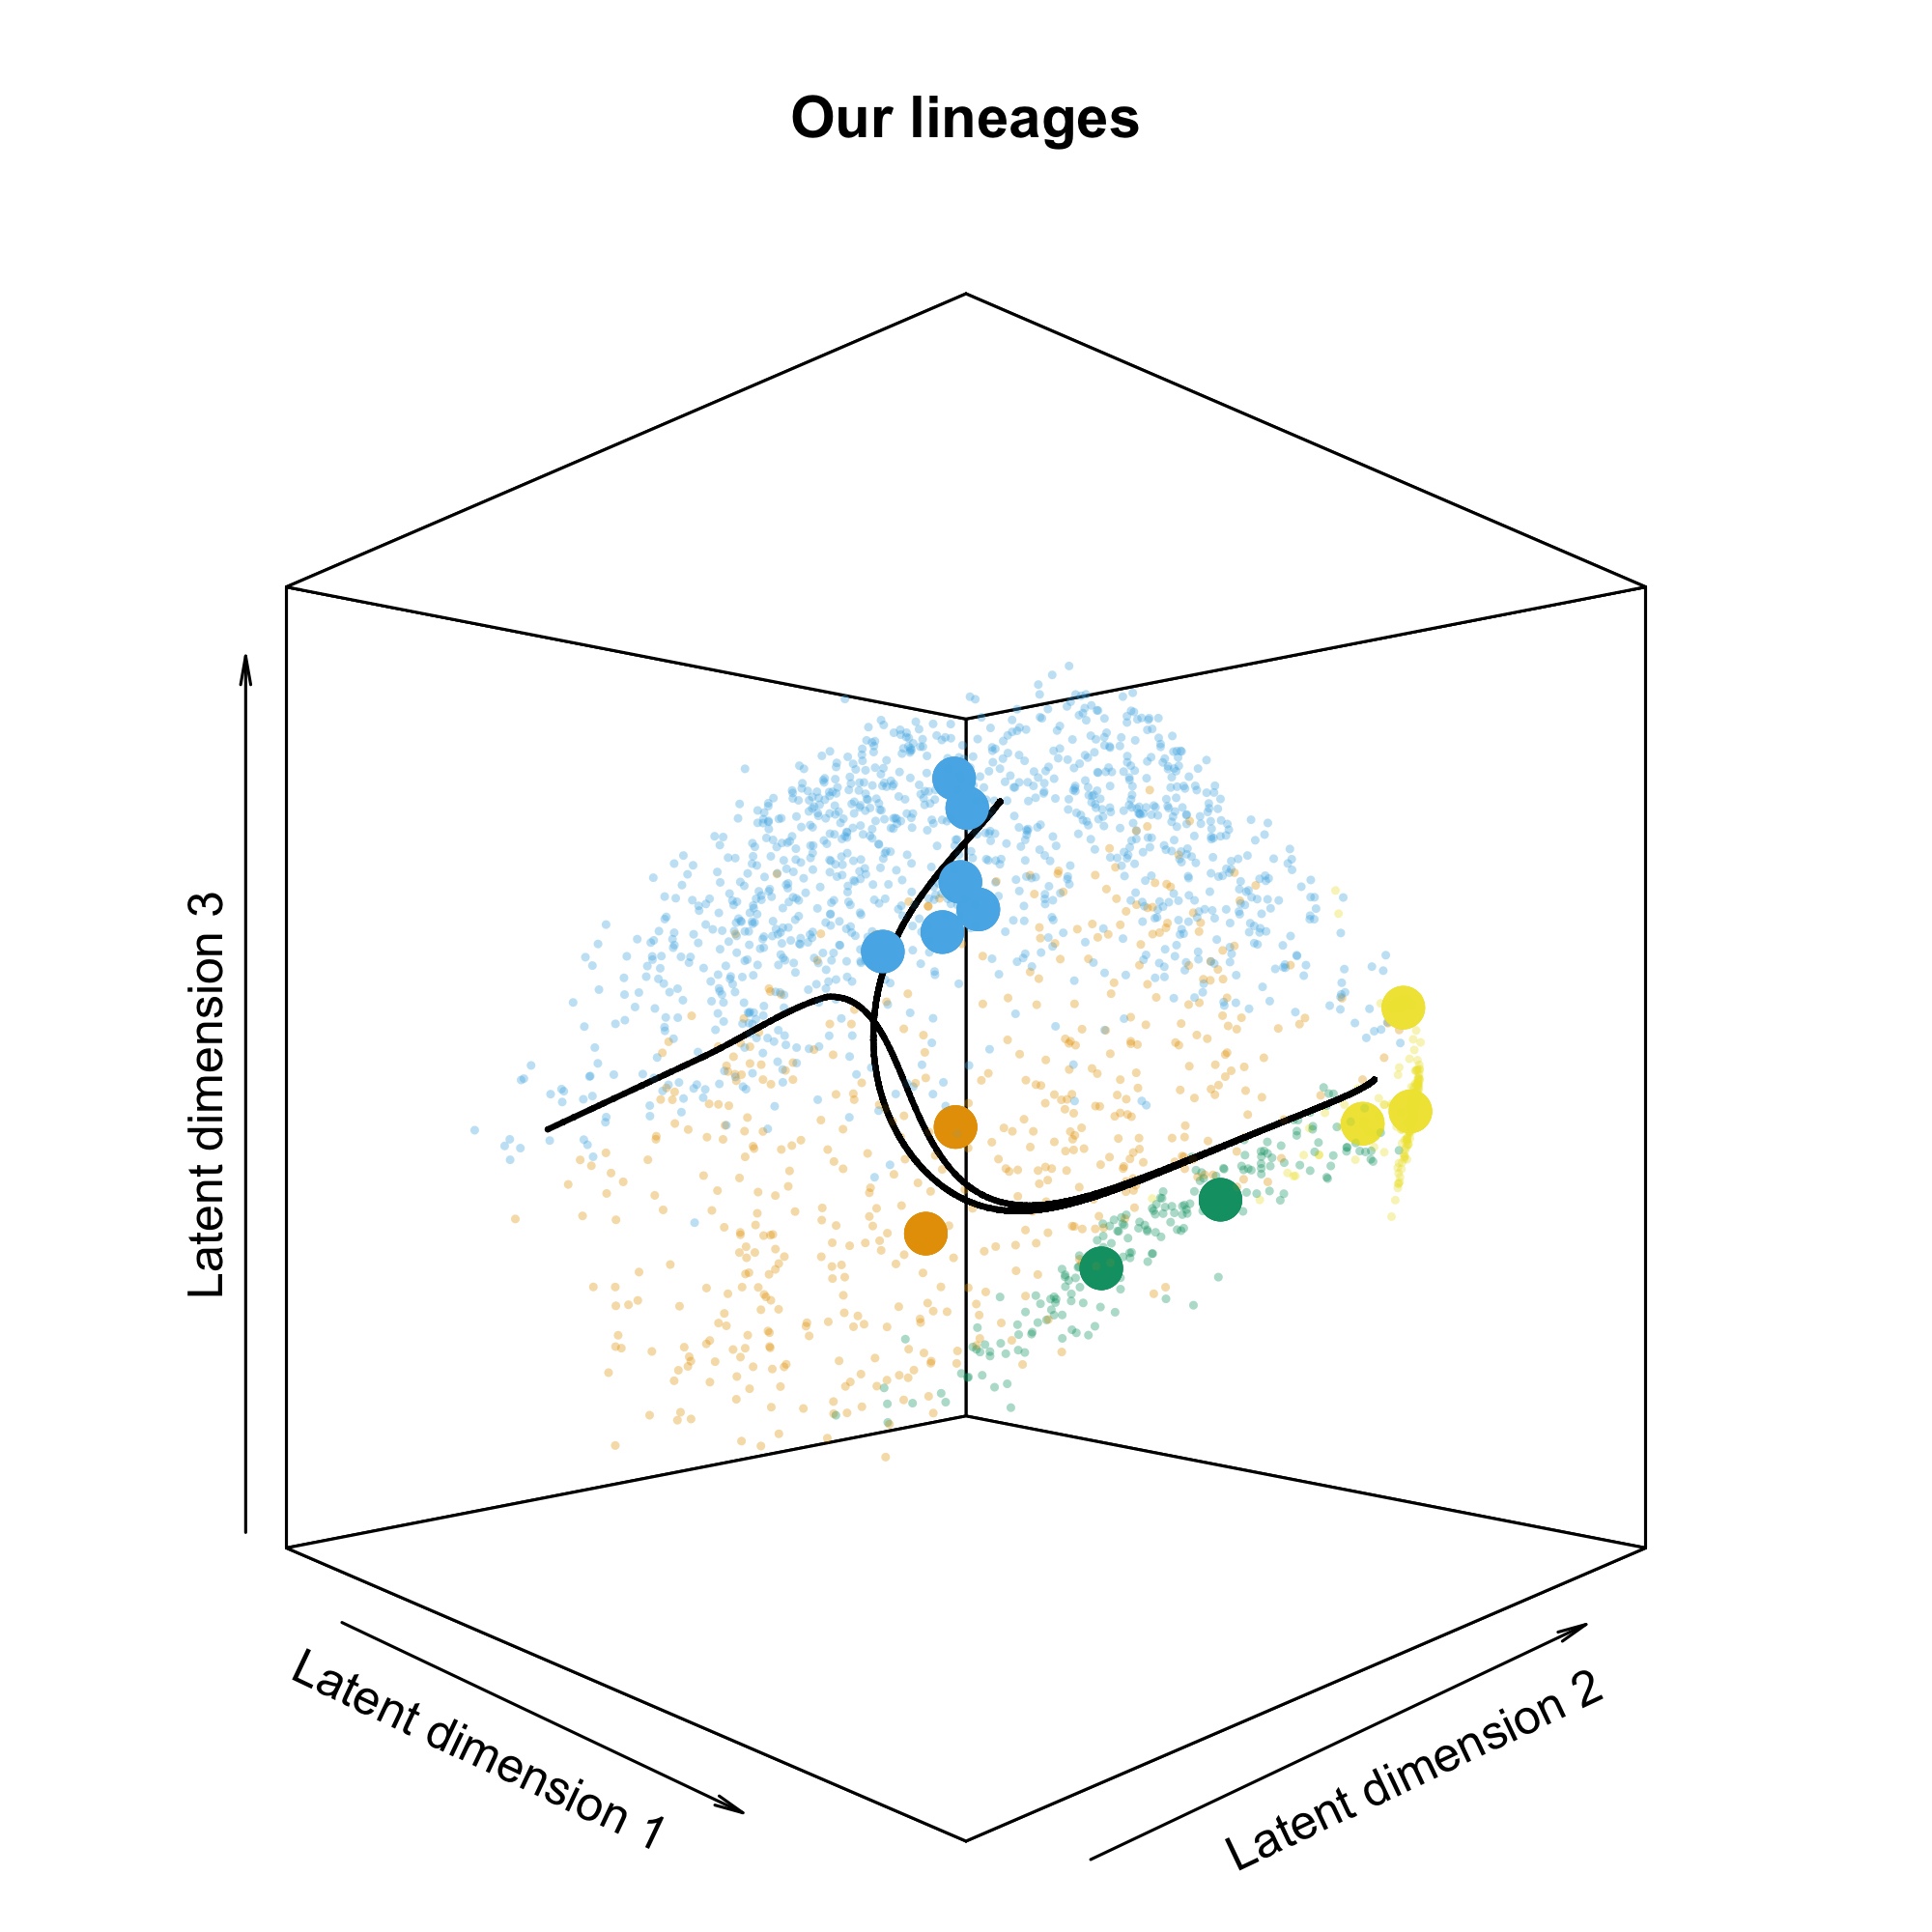 Our lineages
Latent dimension 3
Latent dimension 1
Latent dimension 2